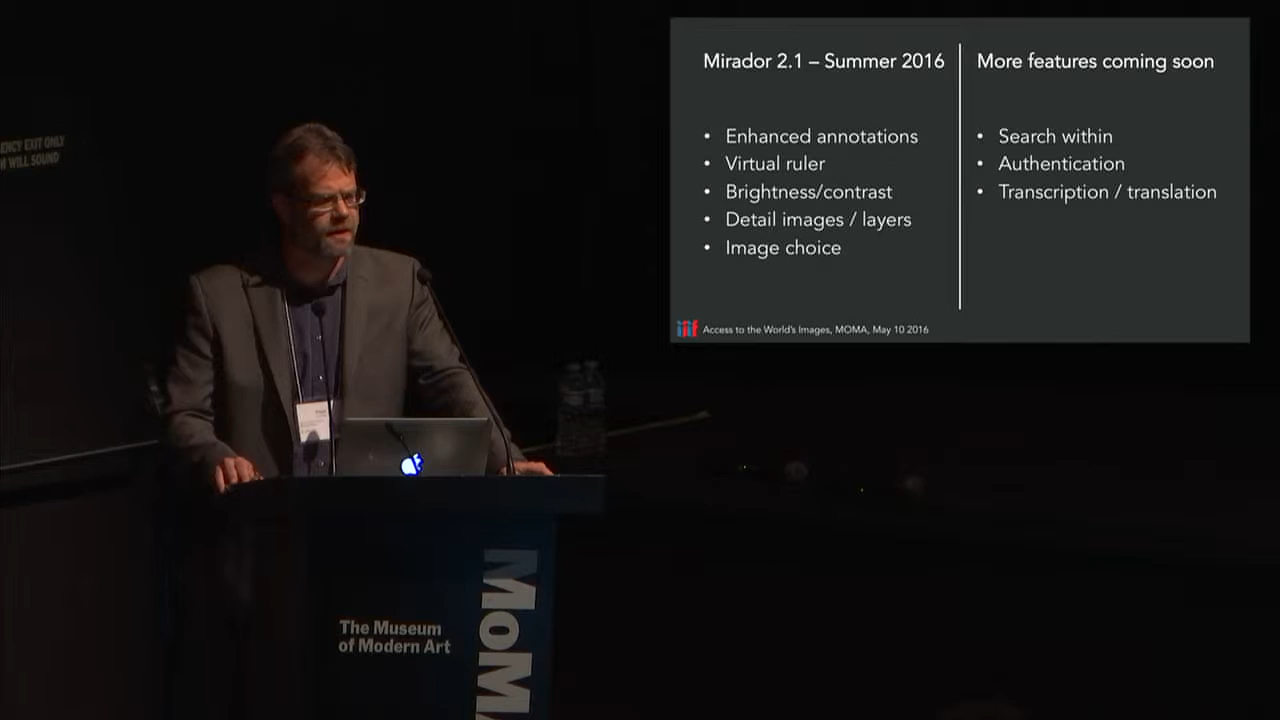 ENCY EXIT ONLY
WILL SOUND
Mirador 2.1 – Summer 2016
• Enhanced annotations
• Virtual ruler
• Brightness/contrast
• Detail images / layers
• Image choice
More features coming soon
• Search within
• Authentication
• Transcription / translation
iiif Access to the World's Images, MOMA, May 10 2016
The Museum
of Modern Art
MoMA